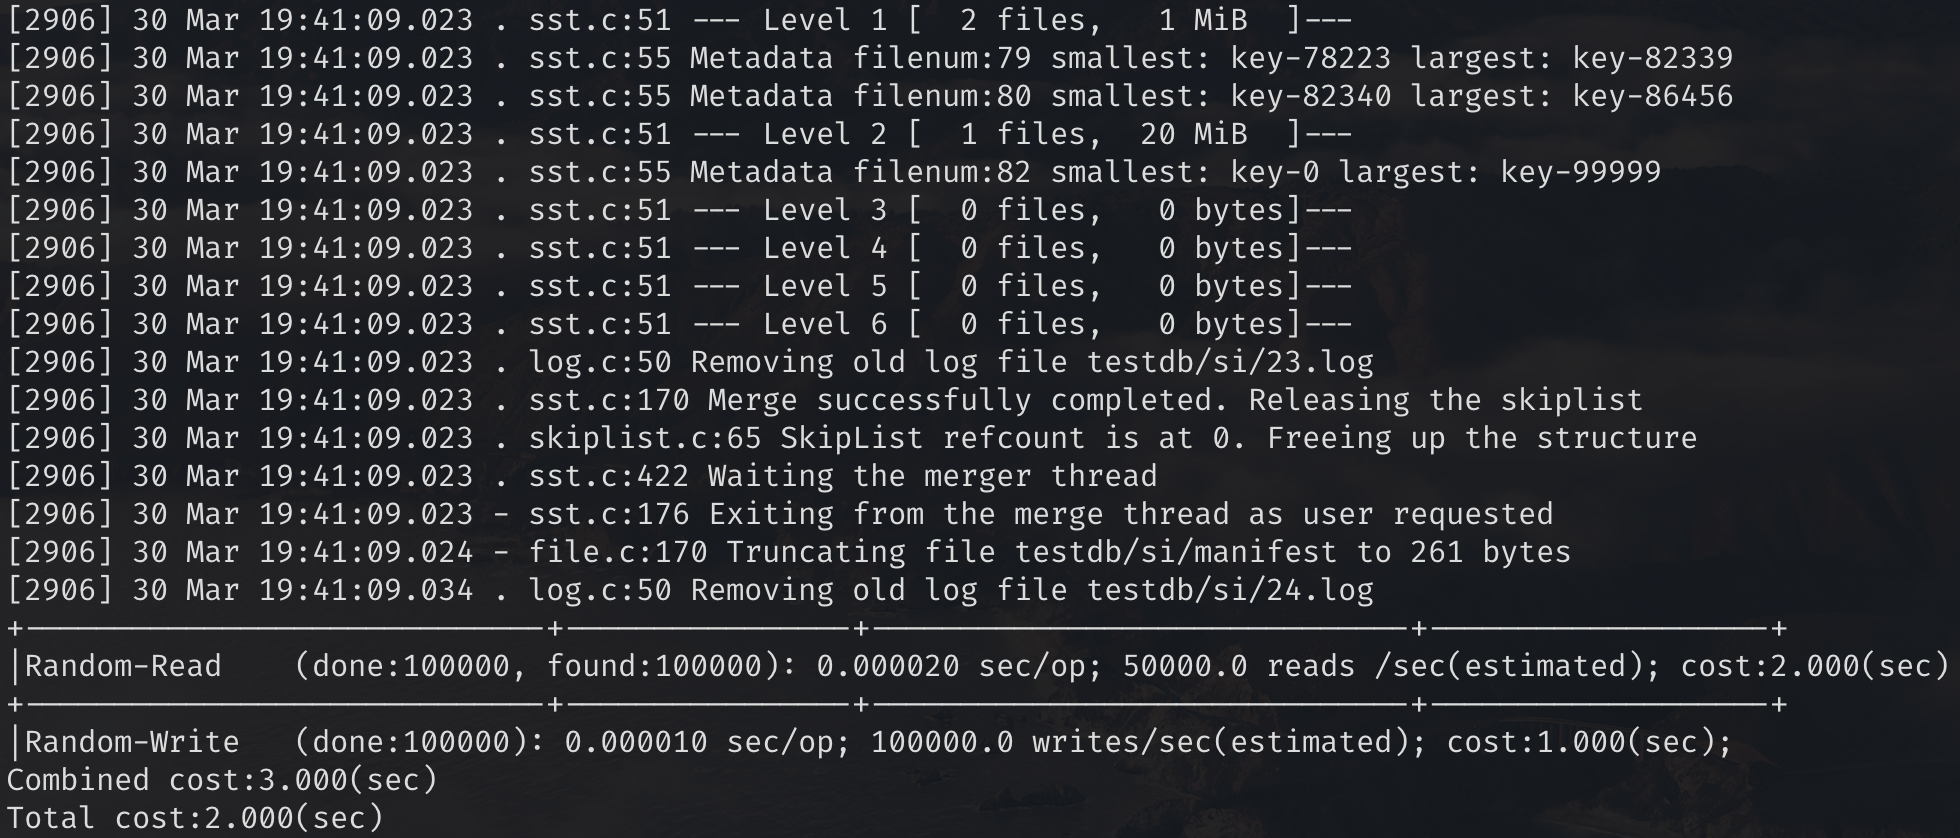 [2906] 30 Mar 19:41:09.023 . sst.c:51 --- Level 1 [  2 files,   1 MiB  ]---
[2906] 30 Mar 19:41:09.023 . sst.c:55 Metadata filenum:79 smallest: key-78223 largest: key-82339
[2906] 30 Mar 19:41:09.023 . sst.c:55 Metadata filenum:80 smallest: key-82340 largest: key-86456
[2906] 30 Mar 19:41:09.023 . sst.c:51 --- Level 2 [  1 files,  20 MiB  ]---
[2906] 30 Mar 19:41:09.023 . sst.c:55 Metadata filenum:82 smallest: key-0 largest: key-99999
[2906] 30 Mar 19:41:09.023 . sst.c:51 --- Level 3 [  0 files,   0 bytes]---
[2906] 30 Mar 19:41:09.023 . sst.c:51 --- Level 4 [  0 files,   0 bytes]---
[2906] 30 Mar 19:41:09.023 . sst.c:51 --- Level 5 [  0 files,   0 bytes]---
[2906] 30 Mar 19:41:09.023 . sst.c:51 --- Level 6 [  0 files,   0 bytes]---
[2906] 30 Mar 19:41:09.023 . log.c:50 Removing old log file testdb/si/23.log
[2906] 30 Mar 19:41:09.023 . sst.c:170 Merge successfully completed. Releasing the skiplist
[2906] 30 Mar 19:41:09.023 . skiplist.c:65 SkipList refcount is at 0. Freeing up the structure
[2906] 30 Mar 19:41:09.023 . sst.c:422 Waiting the merger thread
[2906] 30 Mar 19:41:09.023 - sst.c:176 Exiting from the merge thread as user requested
[2906] 30 Mar 19:41:09.024 - file.c:170 Truncating file testdb/si/manifest to 261 bytes
[2906] 30 Mar 19:41:09.034 . log.c:50 Removing old log file testdb/si/24.log
+-----------------------------+----------------+------------------------------+-------------------+
|Random-Read    (done:100000, found:100000): 0.000020 sec/op; 50000.0 reads /sec(estimated); cost:2.000(sec)
+-----------------------------+----------------+------------------------------+-------------------+
|Random-Write   (done:100000): 0.000010 sec/op; 100000.0 writes/sec(estimated); cost:1.000(sec);
Combined cost:3.000(sec)
Total cost:2.000(sec)